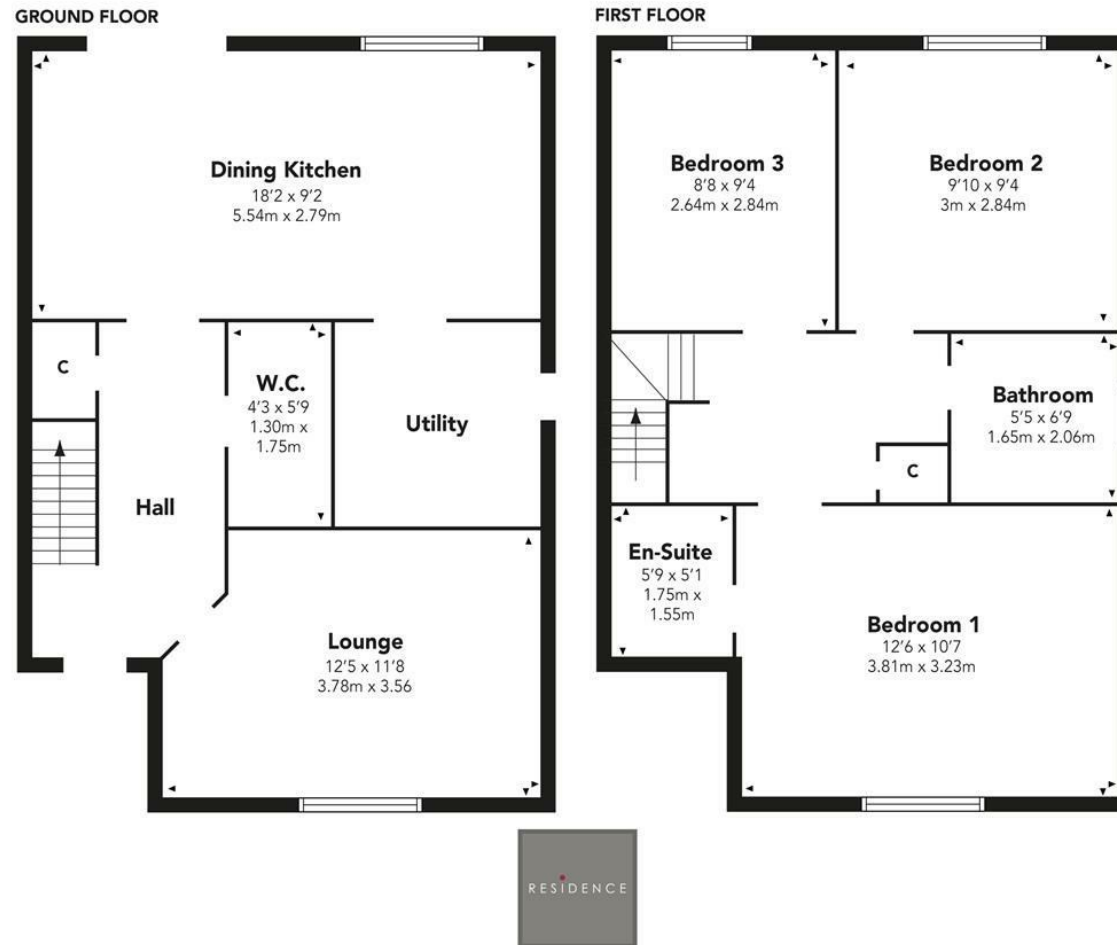 GROUND FLOOR
Dining Kitchen
18'2 x 9'2
5.54m x 2.79m
C
W.C.
4'3 x 5'9
1.30m x
1.75m
Utility
Hall
Lounge
12'5 x 11'8
3.78m x 3.56
FIRST FLOOR
Bedroom 3
8'8 x 9'4
2.64m x 2.84m
Bedroom 2
9'10 x 9'4
3m x 2.84m
Bathroom
5'5 x 6'9
1.65m x 2.06m
C
En-Suite
5'9 x 5'1
1.75m x
1.55m
Bedroom 1
12'6 x 10'7
3.81m x 3.23m
RESIDENCE